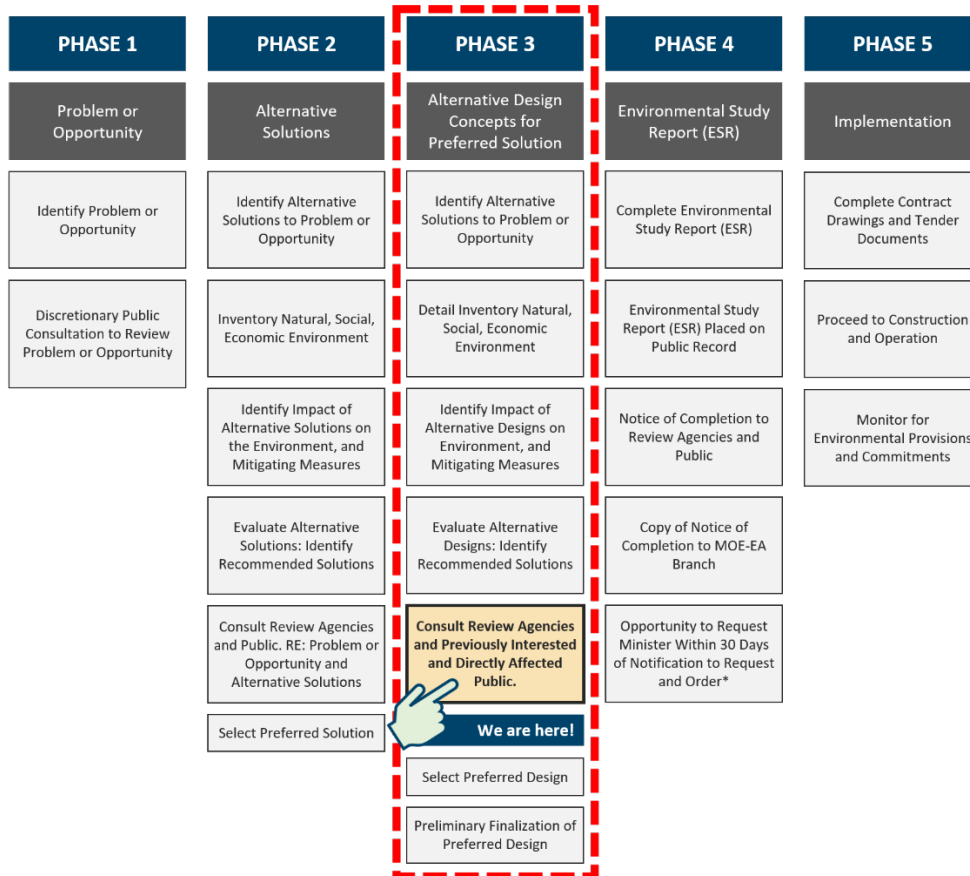 PHASE 1
Problem or
Opportunity
Identify Problem or
Opportunity
Discretionary Public
Consultation to Review
Problem or Opportunity
PHASE 2
Alternative
Solutions
Identify Alternative
Solutions to Problem or
Opportunity
Inventory Natural, Social,
Economic Environment
Identify Impact of
Alternative Solutions on
the Environment, and
Mitigating Measures
Evaluate Alternative
Solutions: Identify
Recommended Solutions
Consult Review Agencies
and Public. RE: Problem or
Opportunity and
Alternative Solutions
Select Preferred Solution
PHASE 3
Alternative Design
Concepts for
Preferred Solution
Identify Alternative
Solutions to Problem or
Opportunity
Detail Inventory Natural,
Social, Economic
Environment
Identify Impact of
Alternative Designs on
Environment, and
Mitigating Measures
Evaluate Alternative
Designs: Identify
Recommended Solutions
Consult Review Agencies
and Previously Interested
and Directly Affected
Public.
We are here!
Select Preferred Design
Preliminary Finalization of
Preferred Design
PHASE 4
Environmental Study
Report (ESR)
Complete Environmental
Study Report (ESR)
Environmental Study
Report (ESR) Placed on
Public Record
Notice of Completion to
Review Agencies and
Public
Copy of Notice of
Completion to MOE-EA
Branch
Opportunity to Request
Minister Within 30 Days
of Notification to Request
and Order*
PHASE 5
Implementation
Complete Contract
Drawings and Tender
Documents
Proceed to Construction
and Operation
Monitor for
Environmental Provisions
and Commitments